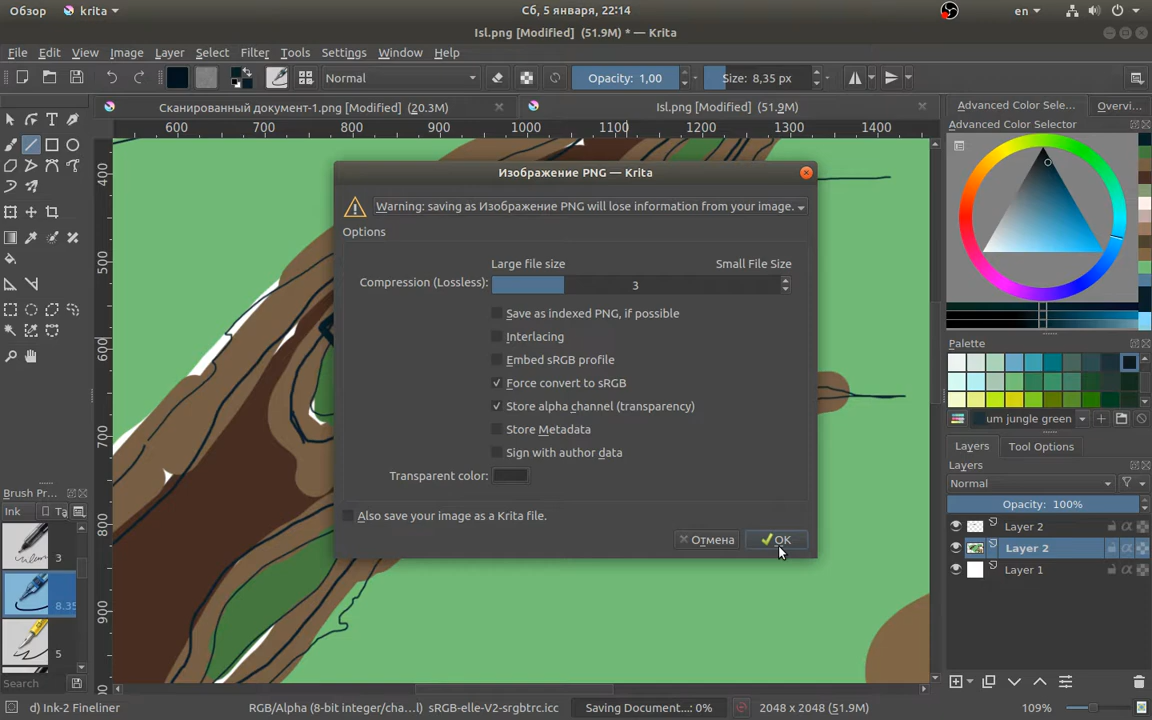 Обзор krita Сб, 5 января, 22:14 en
Isl.png [Modified] (51.9M) * — Krita
File Edit View Image Layer Select Filter Tools Settings Window Help
Normal Opacity: 1,00 Size: 8,35 px
Сканированный документ-1.png [Modified] (20.3M) Isl.png [Modified] (51.9M) Advanced Color Sele... Overvi...
600 700 800 900 1000 1100 1200 1300 1400
Advanced Color Selector
400
500
600
700
800
900
Изображение PNG — Krita
Warning: saving as Изображение PNG will lose information from your image.
Options
Large file size Small File Size
Compression (Lossless): 3
Save as indexed PNG, if possible
Interlacing
Embed sRGB profile
Force convert to sRGB
Store alpha channel (transparency)
Store Metadata
Sign with author data
Transparent color:
Also save your image as a Krita file.
Отмена OK
Palette
um jungle green
Layers Tool Options
Layers
Normal
Opacity: 100%
Layer 2
Layer 2
Layer 1
Brush Pr...
Ink Ta
3
8.35
5
Search
d) Ink-2 Fineliner RGB/Alpha (8-bit integer/cha...l) sRGB-elle-V2-srgbtrc.icc Saving Document...: 0% 2048 x 2048 (51.9M) 109%